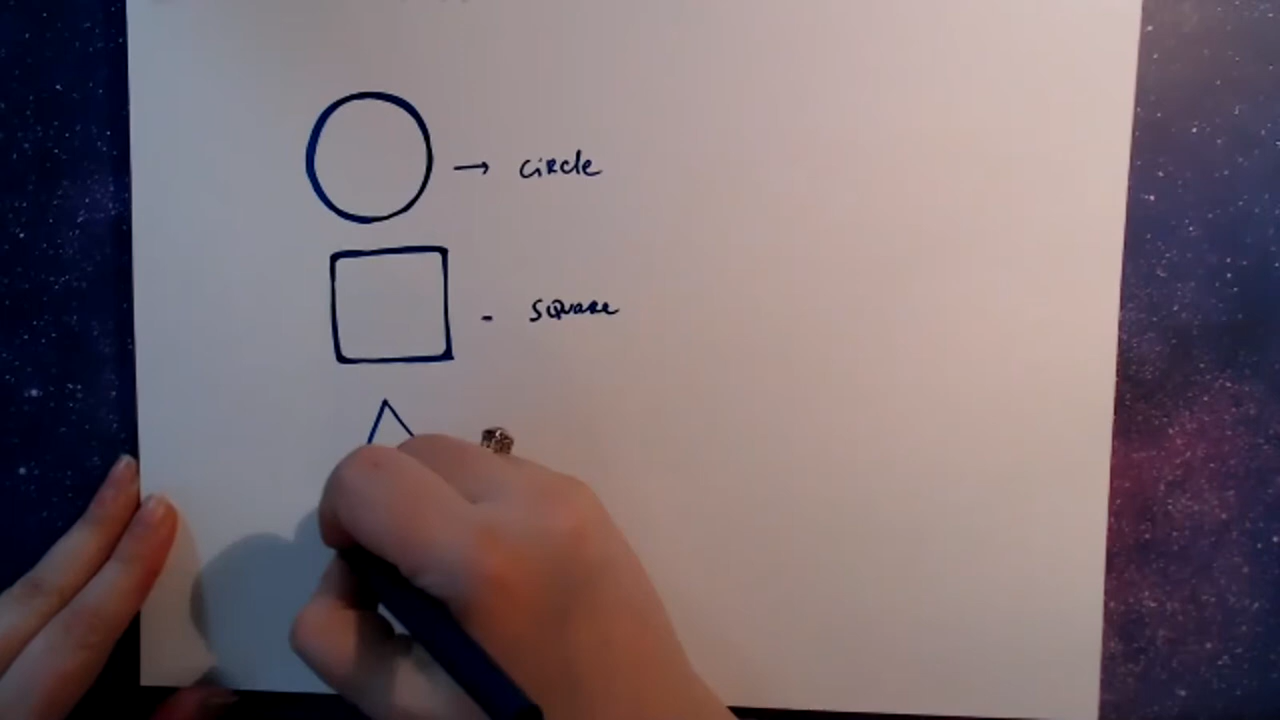 → circle
- square